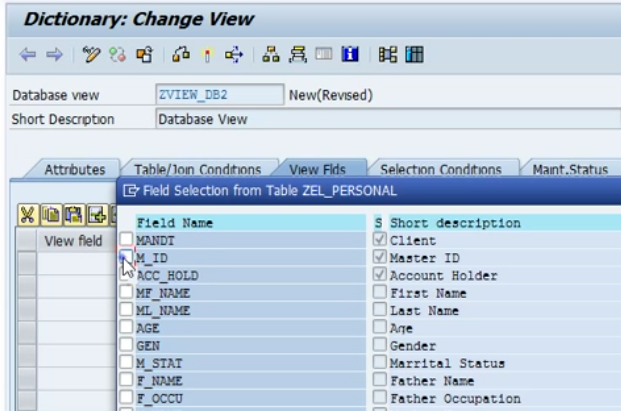 Dictionary: Change View
Database view ZVIEW_DB2 New(Revised)
Short Description Database View
Attributes Table/Join Conditions View Flds Selection Conditions Maint.Status
Field Selection from Table ZEL_PERSONAL
View field
Field Name S Short description
MANDT Client
M_ID Master ID
ACC_HOLD Account Holder
MF_NAME First Name
ML_NAME Last Name
AGE Age
GEN Gender
M_STAT Marrital Status
F_NAME Father Name
F_OCCU Father Occupation